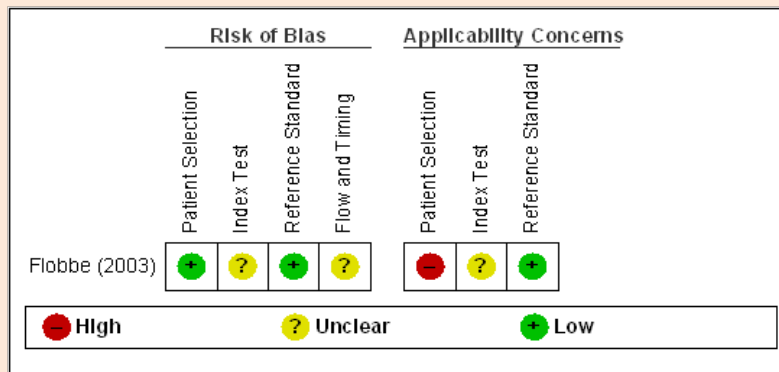 Risk of Bias Applicability Concerns
Patient Selection
Index Test
Reference Standard
Flow and Timing
Patient Selection
Index Test
Reference Standard
Flobbe (2003) + ? + ? – ? +
– High ? Unclear + Low